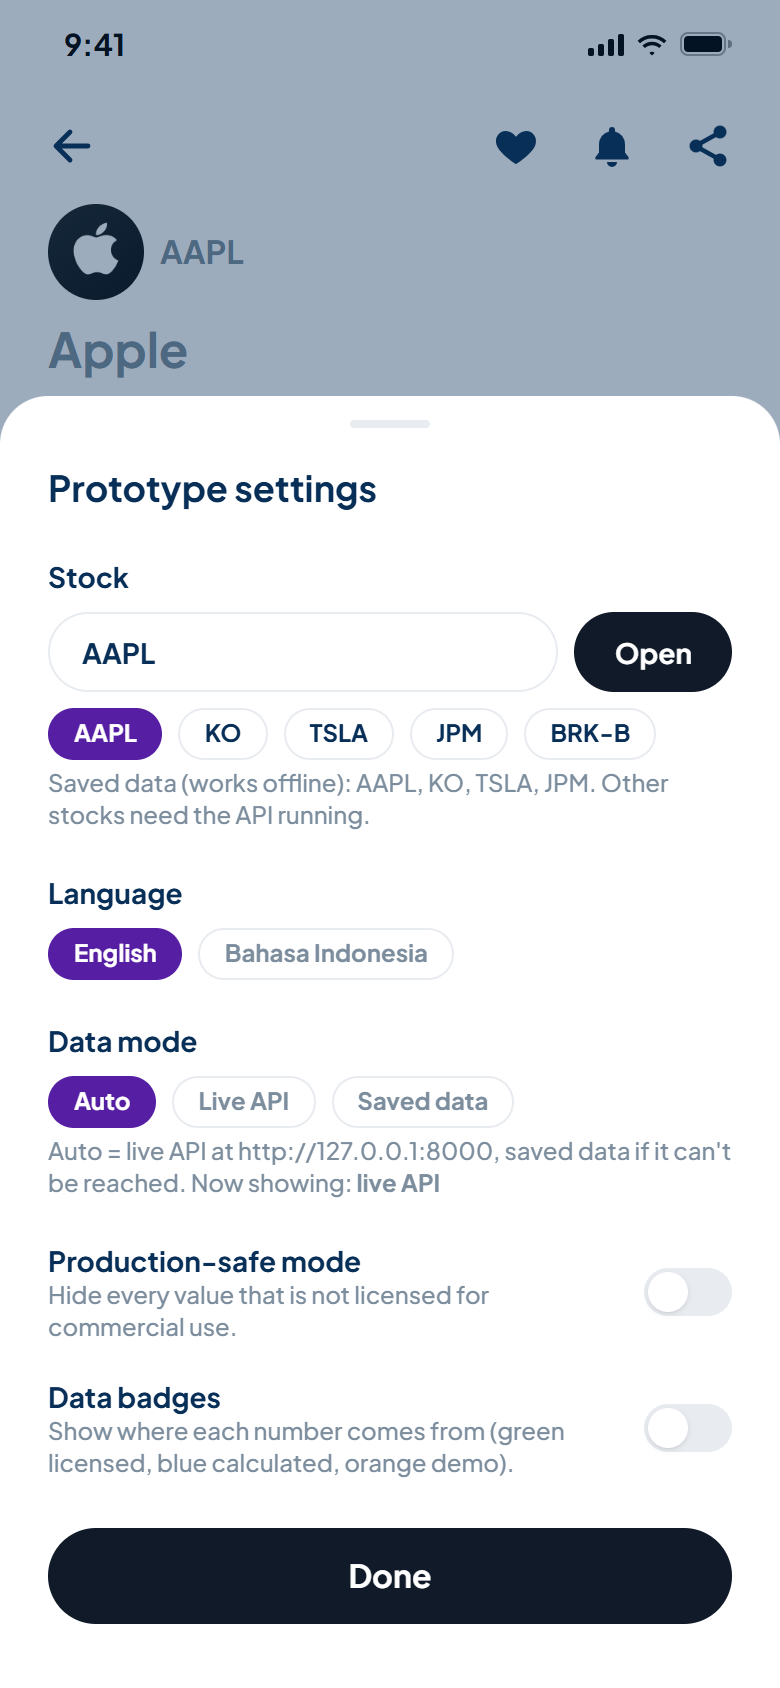 9:41
AAPL
Apple
Prototype settings
Stock
AAPL
Open
AAPL KO TSLA JPM BRK-B
Saved data (works offline): AAPL, KO, TSLA, JPM. Other
stocks need the API running.
Language
English Bahasa Indonesia
Data mode
Auto Live API Saved data
Auto = live API at http://127.0.0.1:8000, saved data if it can't
be reached. Now showing: live API
Production-safe mode
Hide every value that is not licensed for
commercial use.
Data badges
Show where each number comes from (green
licensed, blue calculated, orange demo).
Done